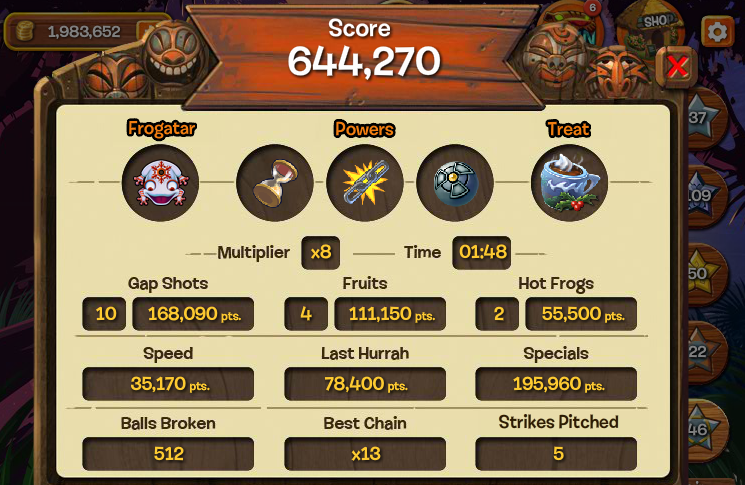 1,983,652
6
SHOP
Score
644,270
Frogatar
Powers
Treat
37
109
Multiplier x8 Time 01:48
50
Gap Shots Fruits Hot Frogs
10 168,090 pts. 4 111,150 pts. 2 55,500 pts.
Speed Last Hurrah Specials
22
35,170 pts. 78,400 pts. 195,960 pts.
Balls Broken Best Chain Strikes Pitched
46
512 x13 5